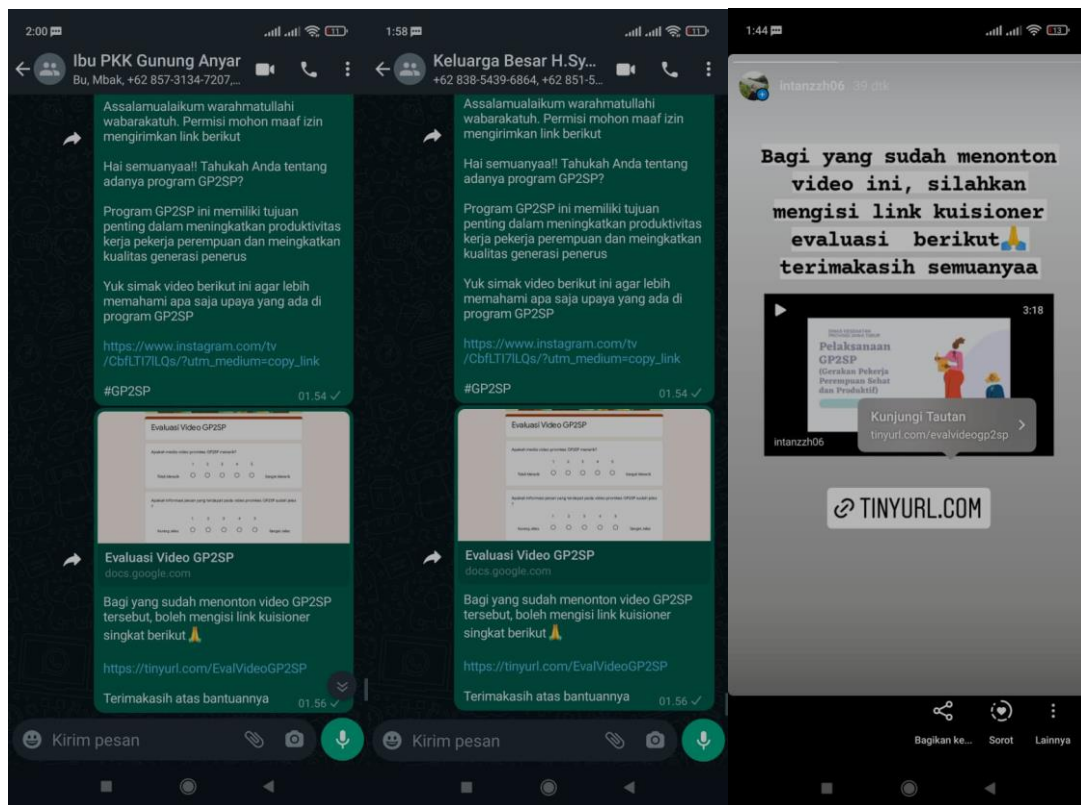 2:00
11
Ibu PKK Gunung Anyar
Bu, Mbak, +62 857-3134-7207,...
Assalamualaikum warahmatullahi
wabarakatuh. Permisi mohon maaf izin
mengirimkan link berikut
Hai semuanyaa!! Tahukah Anda tentang
adanya program GP2SP?
Program GP2SP ini memiliki tujuan
penting dalam meningkatkan produktivitas
kerja pekerja perempuan dan meingkatkan
kualitas generasi penerus
Yuk simak video berikut ini agar lebih
memahami apa saja upaya yang ada di
program GP2SP
https://www.instagram.com/tv
/CbfLTI7lLQs/?utm_medium=copy_link
#GP2SP
01.54
Evaluasi Video GP2SP
1 2 3 4 5
Evaluasi Video GP2SP
docs.google.com
Bagi yang sudah menonton video GP2SP
tersebut, boleh mengisi link kuisioner
singkat berikut🙏
https://tinyurl.com/EvalVideoGP2SP
Terimakasih atas bantuannya
01.56
Kirim pesan
1:58
11
Keluarga Besar H.Sy...
+62 838-5439-6864, +62 851-5...
Assalamualaikum warahmatullahi
wabarakatuh. Permisi mohon maaf izin
mengirimkan link berikut
Hai semuanyaa!! Tahukah Anda tentang
adanya program GP2SP?
Program GP2SP ini memiliki tujuan
penting dalam meningkatkan produktivitas
kerja pekerja perempuan dan meingkatkan
kualitas generasi penerus
Yuk simak video berikut ini agar lebih
memahami apa saja upaya yang ada di
program GP2SP
https://www.instagram.com/tv
/CbfLTI7lLQs/?utm_medium=copy_link
#GP2SP
01.54
Evaluasi Video GP2SP
1 2 3 4 5
Evaluasi Video GP2SP
docs.google.com
Bagi yang sudah menonton video GP2SP
tersebut, boleh mengisi link kuisioner
singkat berikut🙏
https://tinyurl.com/EvalVideoGP2SP
Terimakasih atas bantuannya
01.56
Kirim pesan
1:44
13
intanzzh06 39 dtk
Bagi yang sudah menonton
video ini, silahkan
mengisi link kuisioner
evaluasi berikut🙏
terimakasih semuanyaa
3:18
Pelaksanaan
GP2SP
(Gerakan Pekerja
Perempuan Sehat
dan Produktif)
Kunjungi Tautan
tinyurl.com/evalvideogp2sp
intanzzh06
TINYURL.COM
Bagikan ke...
Sorot
Lainnya